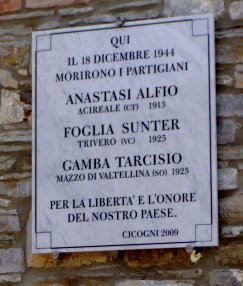 QUI
IL 18 DICEMBRE 1944
MORIRONO I PARTIGIANI
ANASTASI ALFIO
ACIREALE (CT) 1913
FOGLIA SUNTER
TRIVERO (VC) 1925
GAMBA TARCISIO
MAZZO DI VALTELLINA (SO) 1925
PER LA LIBERTA' E L'ONORE
DEL NOSTRO PAESE.
CICOGNI 2009